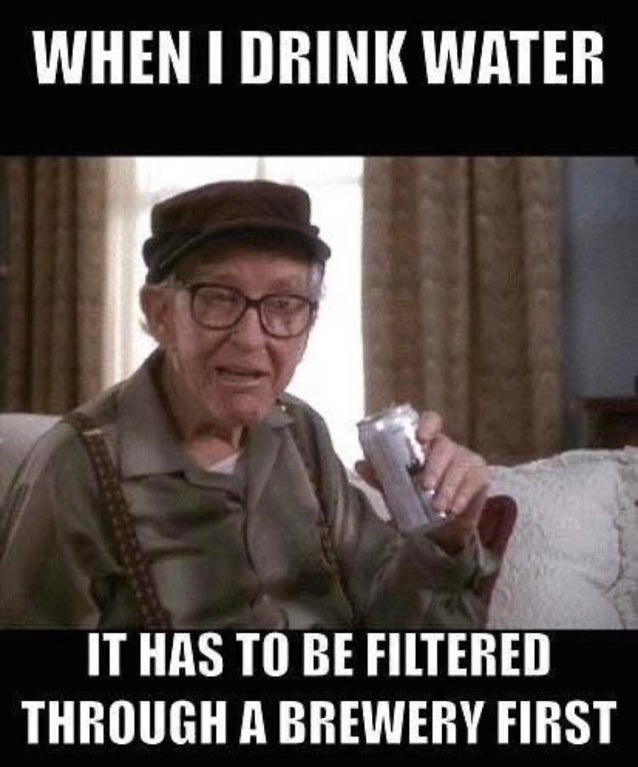 WHEN I DRINK WATER
IT HAS TO BE FILTERED
THROUGH A BREWERY FIRST